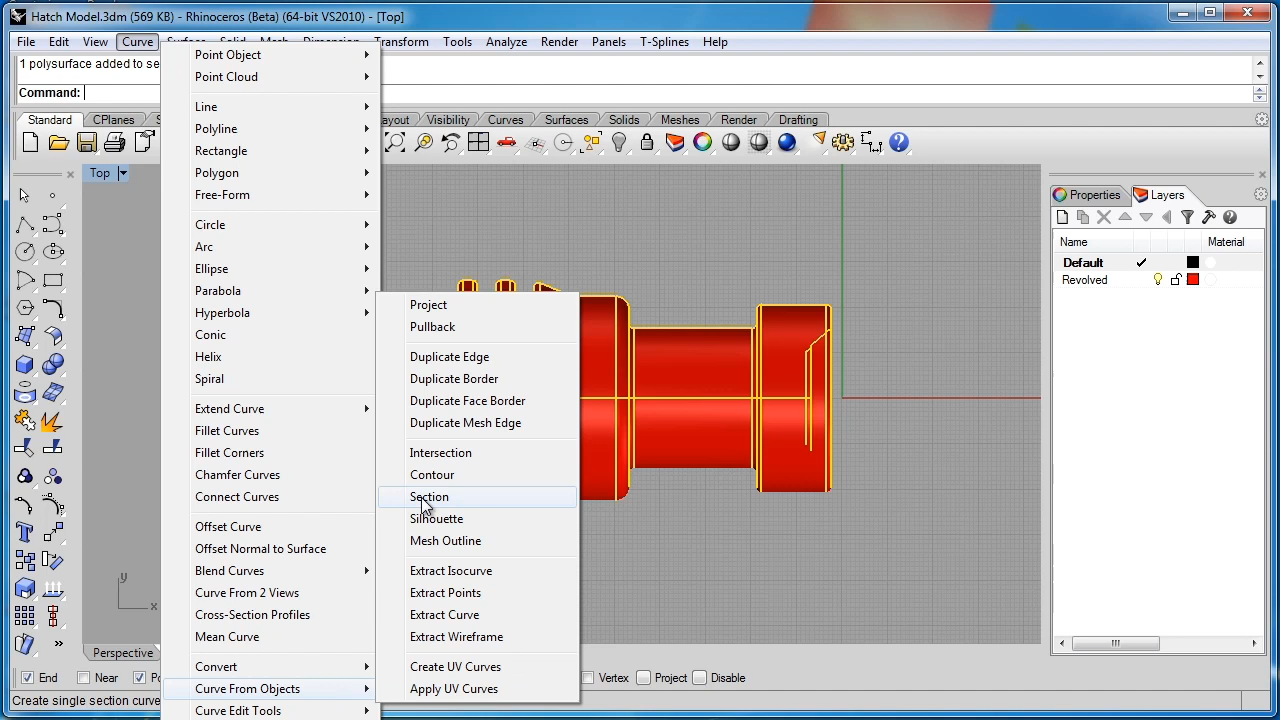 Hatch Model.3dm (569 KB) - Rhinoceros (Beta) (64-bit VS2010) - [Top]
File Edit View Curve Surface Solid Mesh Dimension Transform Tools Analyze Render Panels T-Splines Help
1 polysurface added to se
Command:
Standard CPlanes S ayout Visibility Curves Surfaces Solids Meshes Render Drafting
Top
Point Object
Point Cloud
Line
Polyline
Rectangle
Polygon
Free-Form
Circle
Arc
Ellipse
Parabola
Hyperbola
Conic
Helix
Spiral
Extend Curve
Fillet Curves
Fillet Corners
Chamfer Curves
Connect Curves
Offset Curve
Offset Normal to Surface
Blend Curves
Curve From 2 Views
Cross-Section Profiles
Mean Curve
Convert
Curve From Objects
Curve Edit Tools
Project
Pullback
Duplicate Edge
Duplicate Border
Duplicate Face Border
Duplicate Mesh Edge
Intersection
Contour
Section
Silhouette
Mesh Outline
Extract Isocurve
Extract Points
Extract Curve
Extract Wireframe
Create UV Curves
Apply UV Curves
Properties Layers
Name Material
Default
Revolved
y
x
Perspective
End Near Po Vertex Project Disable
Create single section curve